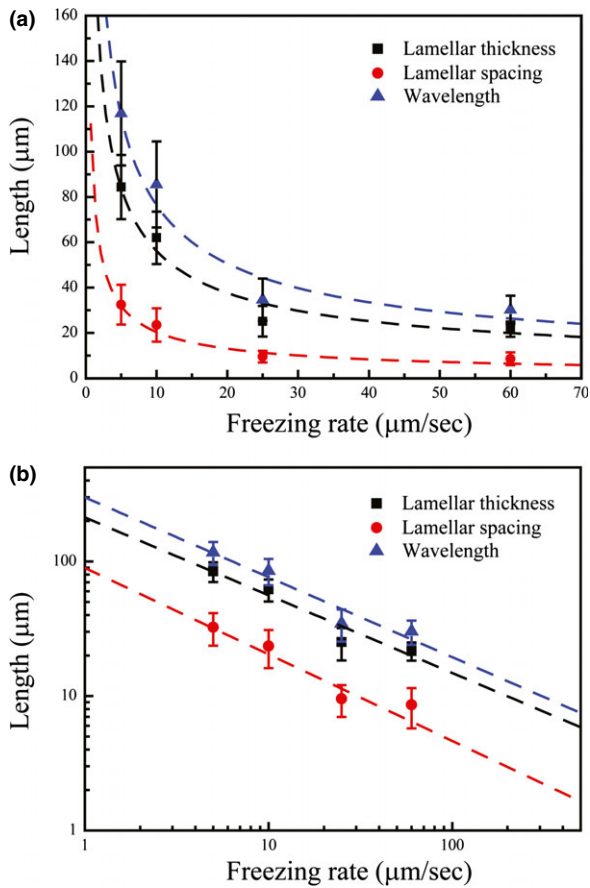 (a)
160
140
120
100
80
60
40
20
0
Length (μm)
Lamellar thickness
Lamellar spacing
Wavelength
0 10 20 30 40 50 60 70
Freezing rate (μm/sec)
(b)
100
10
1
Length (μm)
Lamellar thickness
Lamellar spacing
Wavelength
1 10 100
Freezing rate (μm/sec)